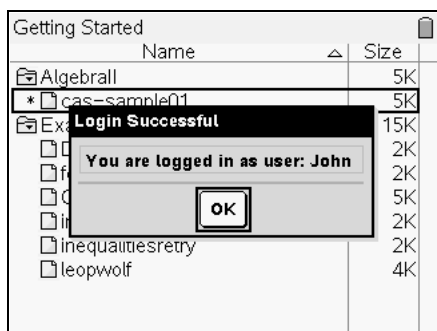 Getting Started
Name Size
AlgebraII 5K
* cas-sample01 5K
Login Successful
15K
2K
You are logged in as user: John
2K
5K
OK
2K
inequalitiesretry 2K
leopwolf 4K